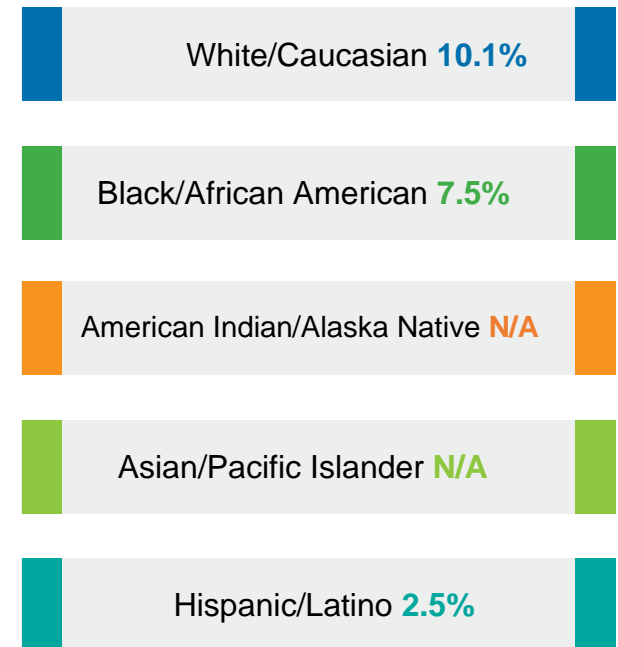 White/Caucasian 10.1%
Black/African American 7.5%
American Indian/Alaska Native N/A
Asian/Pacific Islander N/A
Hispanic/Latino 2.5%